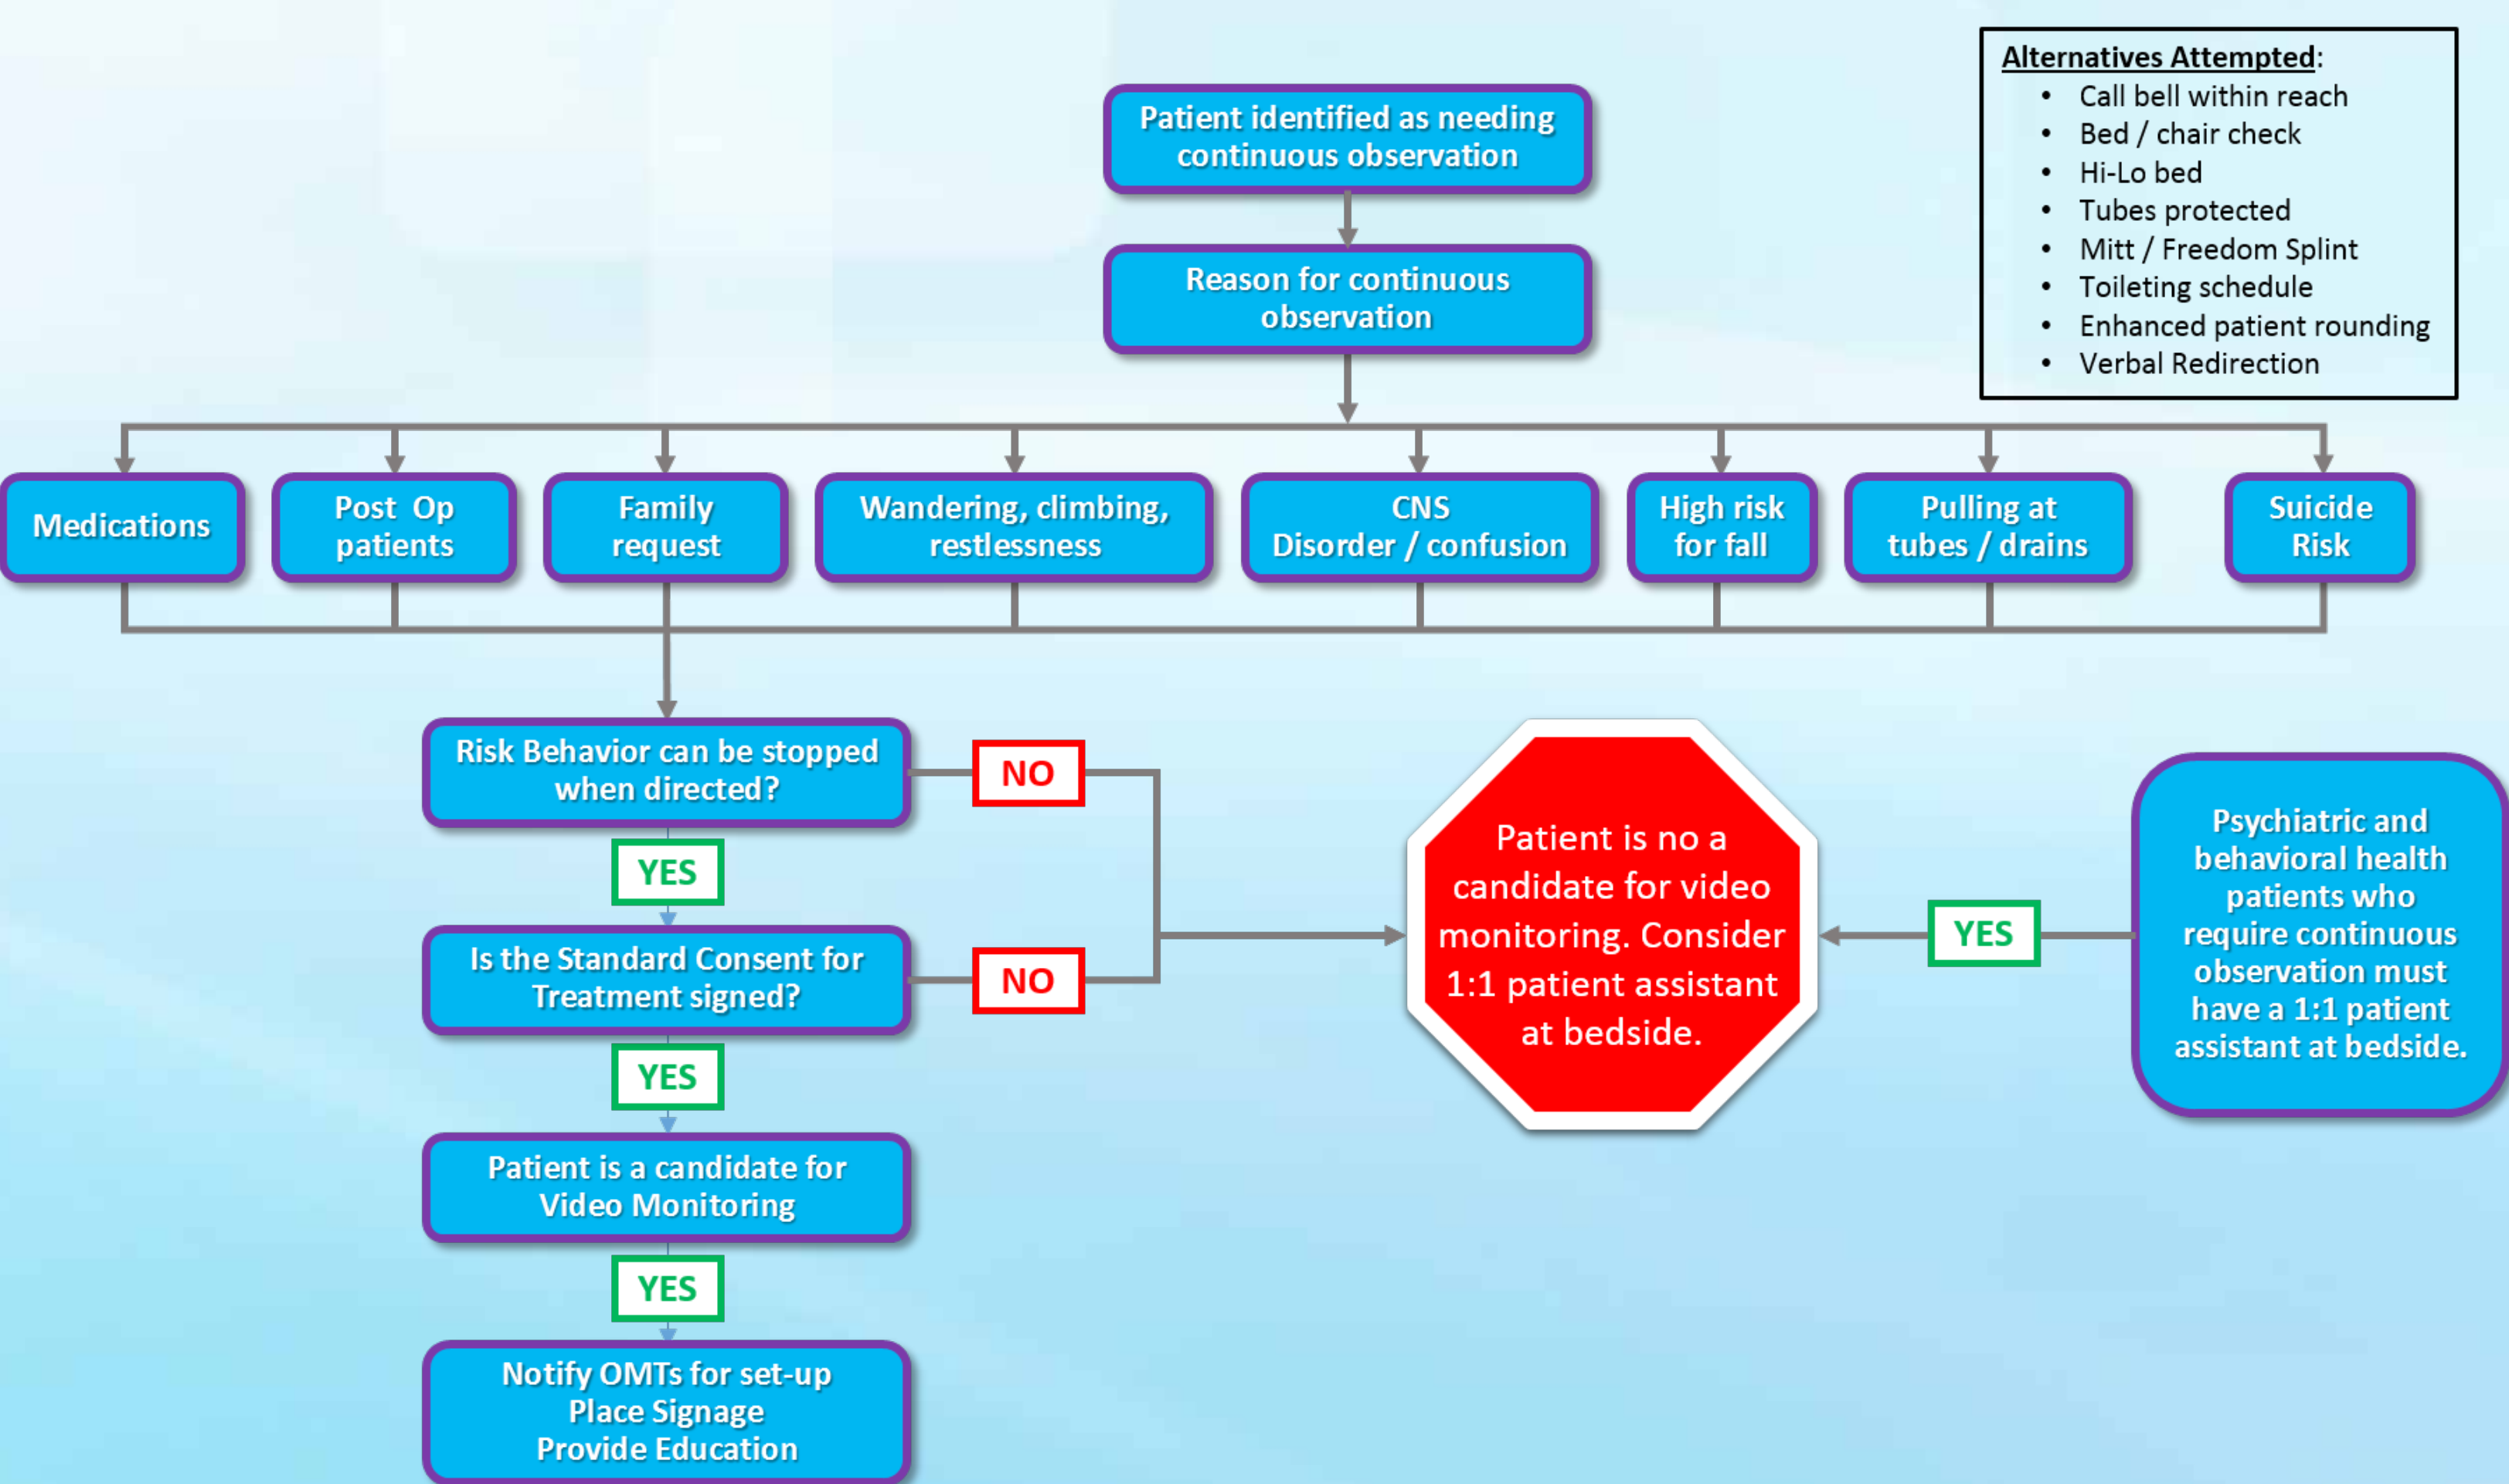 Alternatives Attempted:
• Call bell within reach
• Bed / chair check
• Hi-Lo bed
• Tubes protected
• Mitt / Freedom Splint
• Toileting schedule
• Enhanced patient rounding
• Verbal Redirection
Patient identified as needing
continuous observation
Reason for continuous
observation
Medications
Post Op
patients
Family
request
Wandering, climbing,
restlessness
CNS
Disorder / confusion
High risk
for fall
Pulling at
tubes / drains
Suicide
Risk
Risk Behavior can be stopped
when directed?
NO
YES
Is the Standard Consent for
Treatment signed?
NO
YES
Patient is a candidate for
Video Monitoring
YES
Notify OMTs for set-up
Place Signage
Provide Education
Patient is no a
candidate for video
monitoring. Consider
1:1 patient assistant
at bedside.
YES
Psychiatric and
behavioral health
patients who
require continuous
observation must
have a 1:1 patient
assistant at bedside.